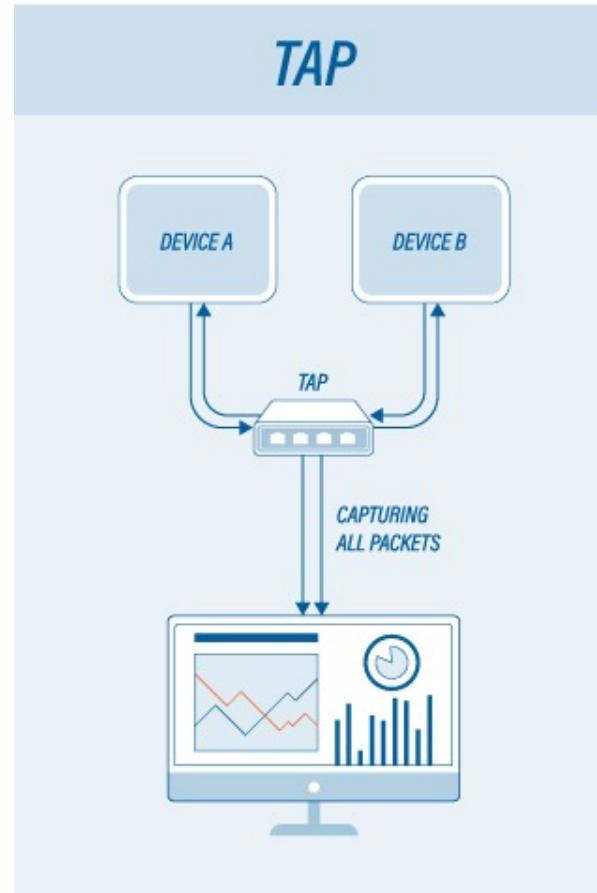 TAP
DEVICE A
DEVICE B
TAP
CAPTURING
ALL PACKETS